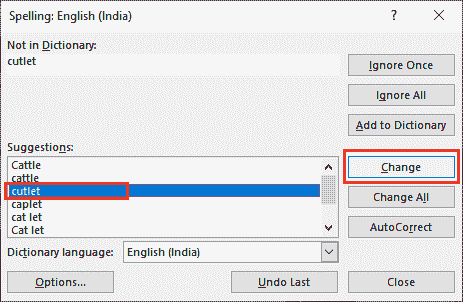 Spelling: English (India)
?
Not in Dictionary:
cutlet
Ignore Once
Ignore All
Add to Dictionary
Suggestions:
Cattle
cattle
cutlet
caplet
cat let
Cat let
Change
Change All
AutoCorrect
Dictionary language:
English (India)
Options...
Undo Last
Close